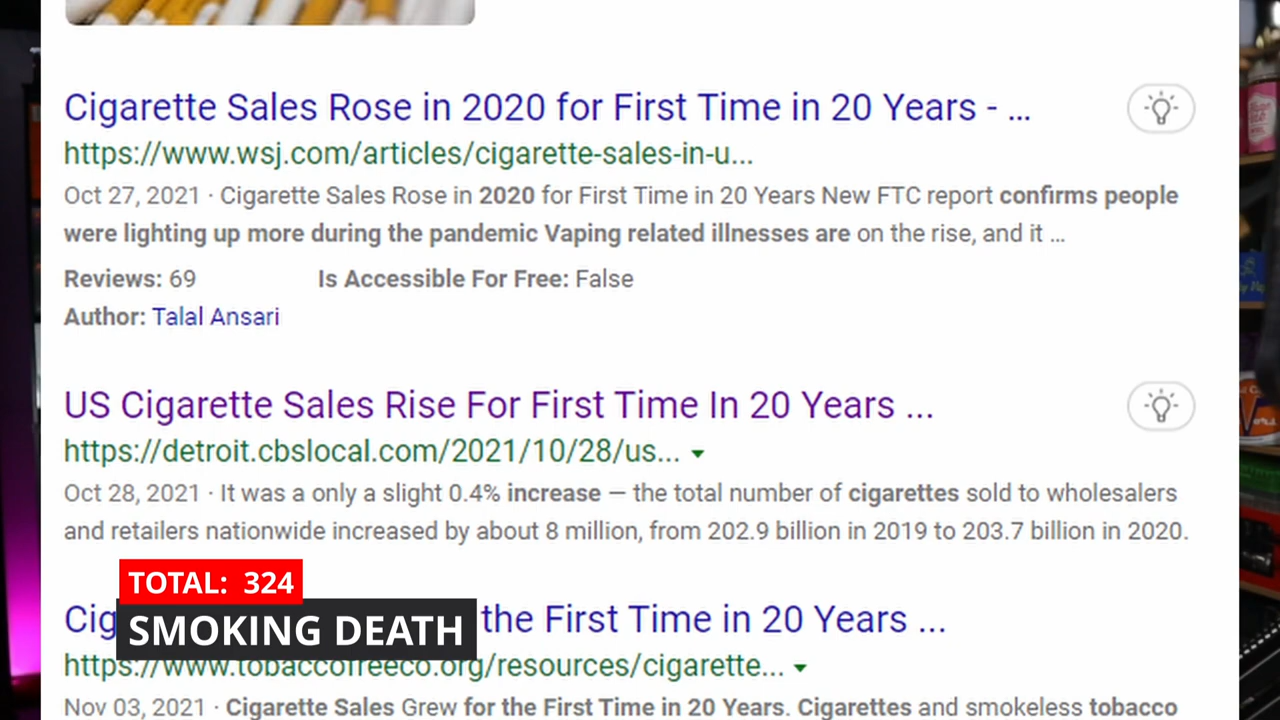 Cigarette Sales Rose in 2020 for First Time in 20 Years - ...
https://www.wsj.com/articles/cigarette-sales-in-u...
Oct 27, 2021 · Cigarette Sales Rose in 2020 for First Time in 20 Years New FTC report confirms people
were lighting up more during the pandemic Vaping related illnesses are on the rise, and it ...
Reviews: 69 Is Accessible For Free: False
Author: Talal Ansari
US Cigarette Sales Rise For First Time In 20 Years ...
https://detroit.cbslocal.com/2021/10/28/us...
Oct 28, 2021 · It was a only a slight 0.4% increase — the total number of cigarettes sold to wholesalers
and retailers nationwide increased by about 8 million, from 202.9 billion in 2019 to 203.7 billion in 2020.
TOTAL: 324
SMOKING DEATH
Cig the First Time in 20 Years ...
https://www.tobaccofreeco.org/resources/cigarette...
Nov 03, 2021 · Cigarette Sales Grew for the First Time in 20 Years. Cigarettes and smokeless tobacco